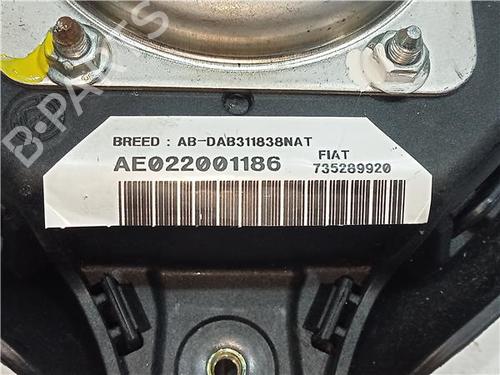 BREED : AB-DAB311838NAT
AE022001186
FIAT
735289920
B-PARTS